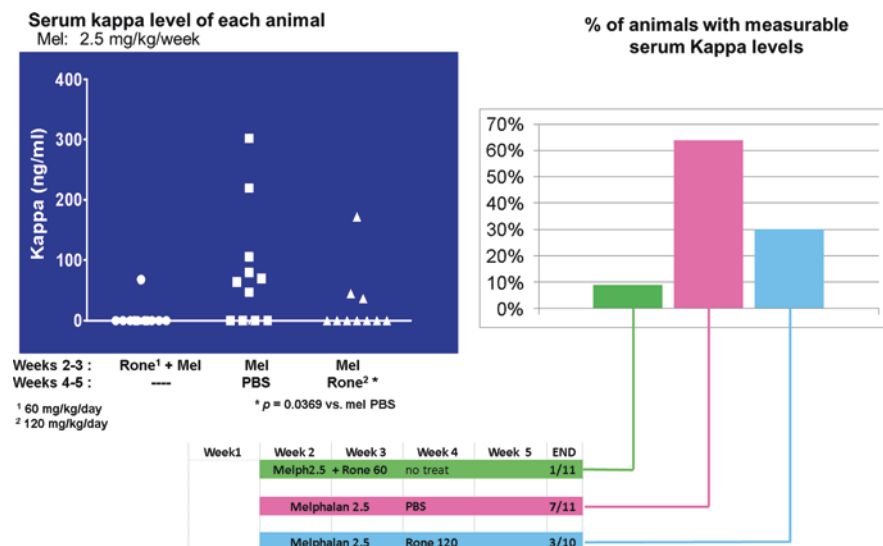 Serum kappa level of each animal
Mel: 2.5 mg/kg/week
400
300
200
100
0
Kappa (ng/ml)
Weeks 2-3 : Rone¹ + Mel Mel Mel
Weeks 4-5 : ---- PBS Rone² *
¹ 60 mg/kg/day
² 120 mg/kg/day
* p = 0.0369 vs. mel PBS
% of animals with measurable
serum Kappa levels
70%
60%
50%
40%
30%
20%
10%
0%
Week1 Week 2 Week 3 Week 4 Week 5 END
Melph2.5 + Rone 60 no treat 1/11
Melphalan 2.5 PBS 7/11
Melphalan 2.5 Rone 120 3/10